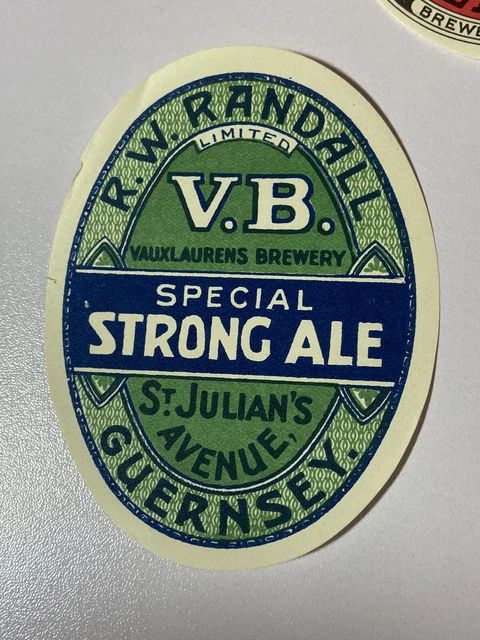 R.W. RANDALL
LIMITED
V.B.
VAUXLAURENS BREWERY
SPECIAL
STRONG ALE
ST. JULIAN'S
AVENUE,
GUERNSEY.